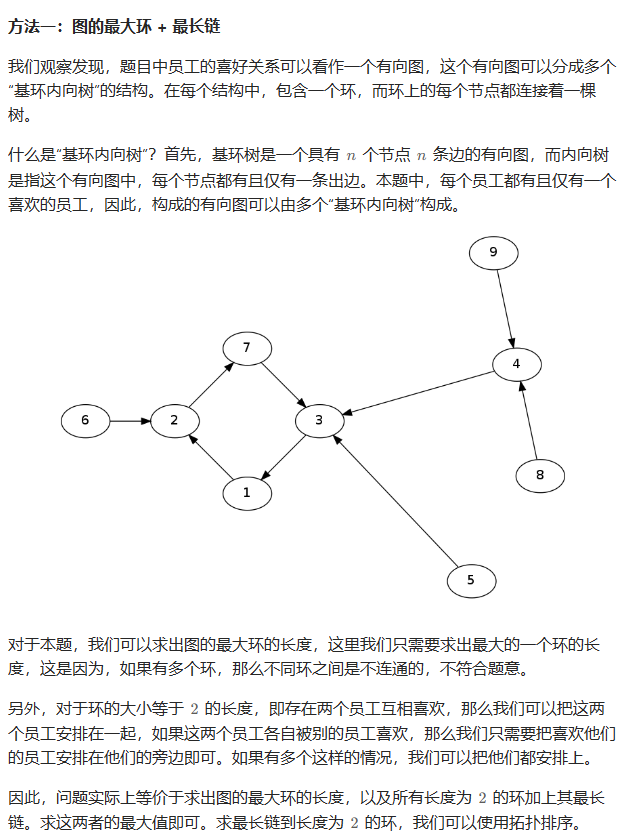 方法一：图的最大环 + 最长链
我们观察发现，题目中员工的喜好关系可以看作一个有向图，这个有向图可以分成多个
“基环内向树”的结构。在每个结构中，包含一个环，而环上的每个节点都连接着一棵
树。
什么是“基环内向树”？首先，基环树是一个具有 n 个节点 n 条边的有向图，而内向树
是指这个有向图中，每个节点都有且仅有一条出边。本题中，每个员工都有且仅有一个
喜欢的员工，因此，构成的有向图可以由多个“基环内向树”构成。
9
7
4
6
2
3
8
1
5
对于本题，我们可以求出图的最大环的长度，这里我们只需要求出最大的一个环的长
度，这是因为，如果有多个环，那么不同环之间是不连通的，不符合题意。
另外，对于环的大小等于 2 的长度，即存在两个员工互相喜欢，那么我们可以把这两
个员工安排在一起，如果这两个员工各自被别的员工喜欢，那么我们只需要把喜欢他们
的员工安排在他们的旁边即可。如果有多个这样的情况，我们可以把他们都安排上。
因此，问题实际上等价于求出图的最大环的长度，以及所有长度为 2 的环加上其最长
链。求这两者的最大值即可。求最长链到长度为 2 的环，我们可以使用拓扑排序。